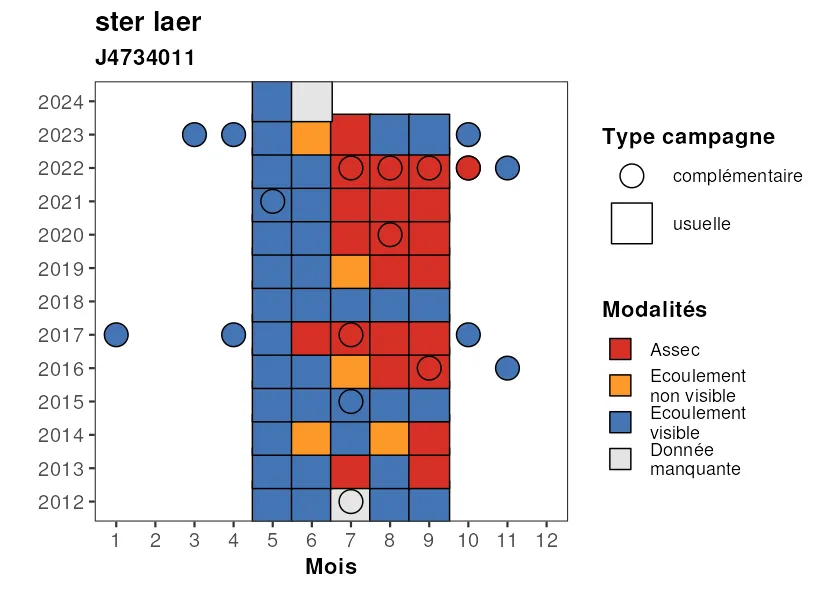 ster laer
J4734011
2024
2023
2022
2021
2020
2019
2018
2017
2016
2015
2014
2013
2012
1 2 3 4 5 6 7 8 9 10 11 12
Mois
Type campagne
complémentaire
usuelle
Modalités
Assec
Ecoulement
non visible
Ecoulement
visible
Donnée
manquante